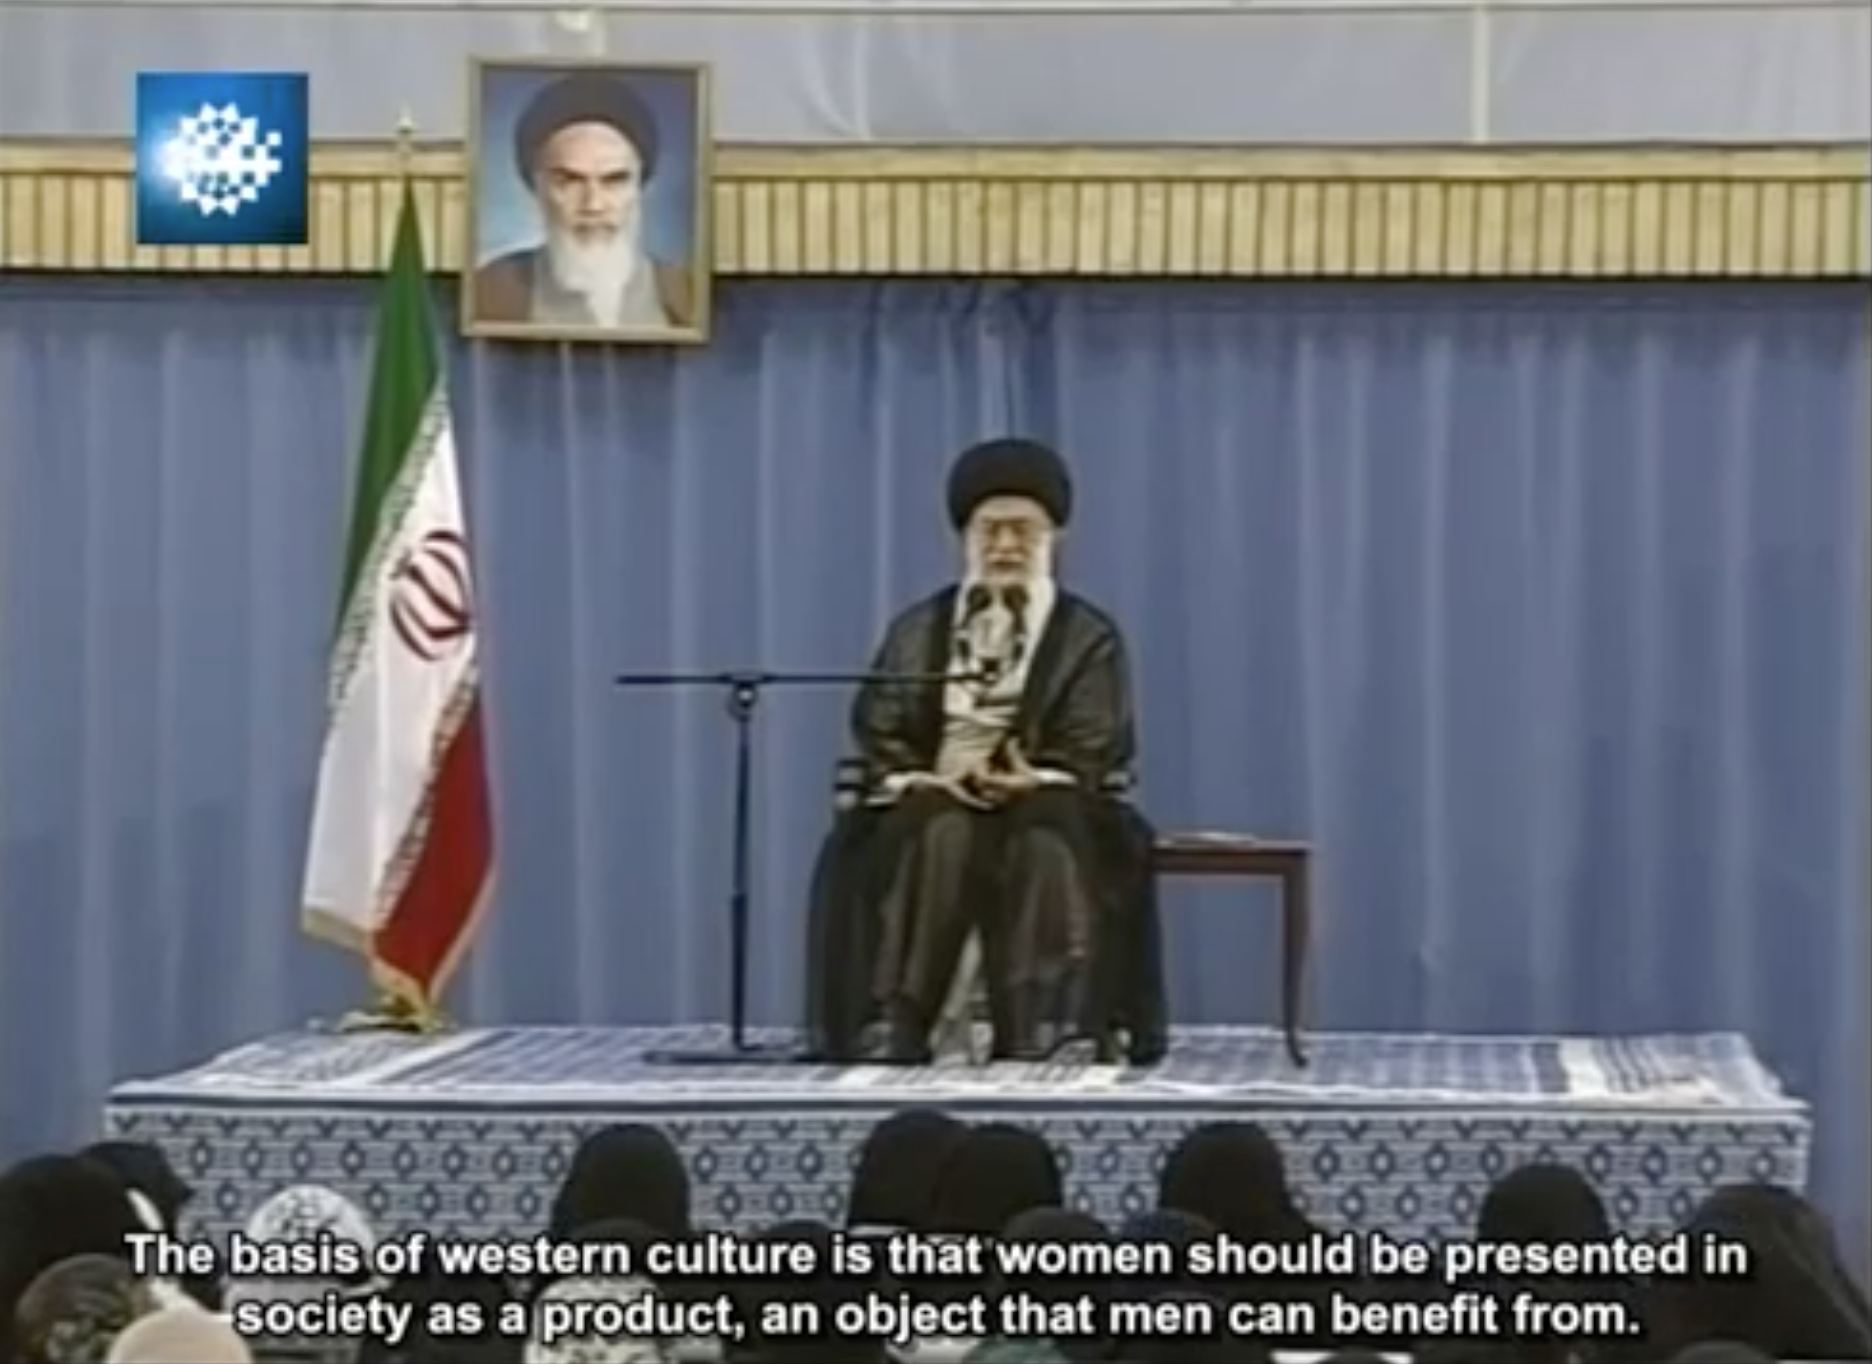 The basis of western culture is that women should be presented in
society as a product, an object that men can benefit from.